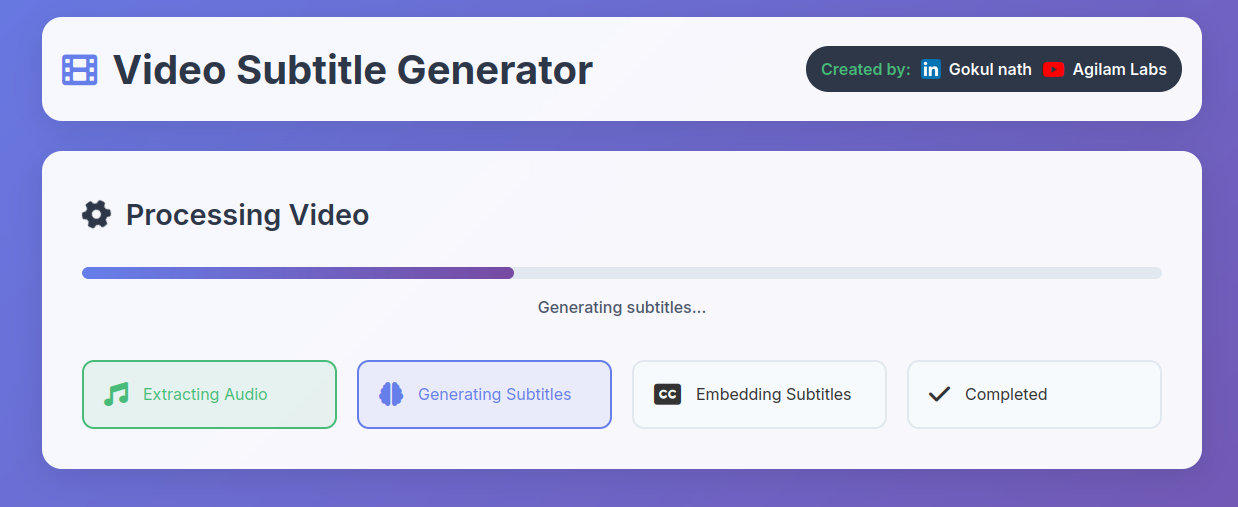 Video Subtitle Generator
Created by: in Gokul nath Agilam Labs
Processing Video
Generating subtitles...
Extracting Audio
Generating Subtitles
CC Embedding Subtitles
Completed